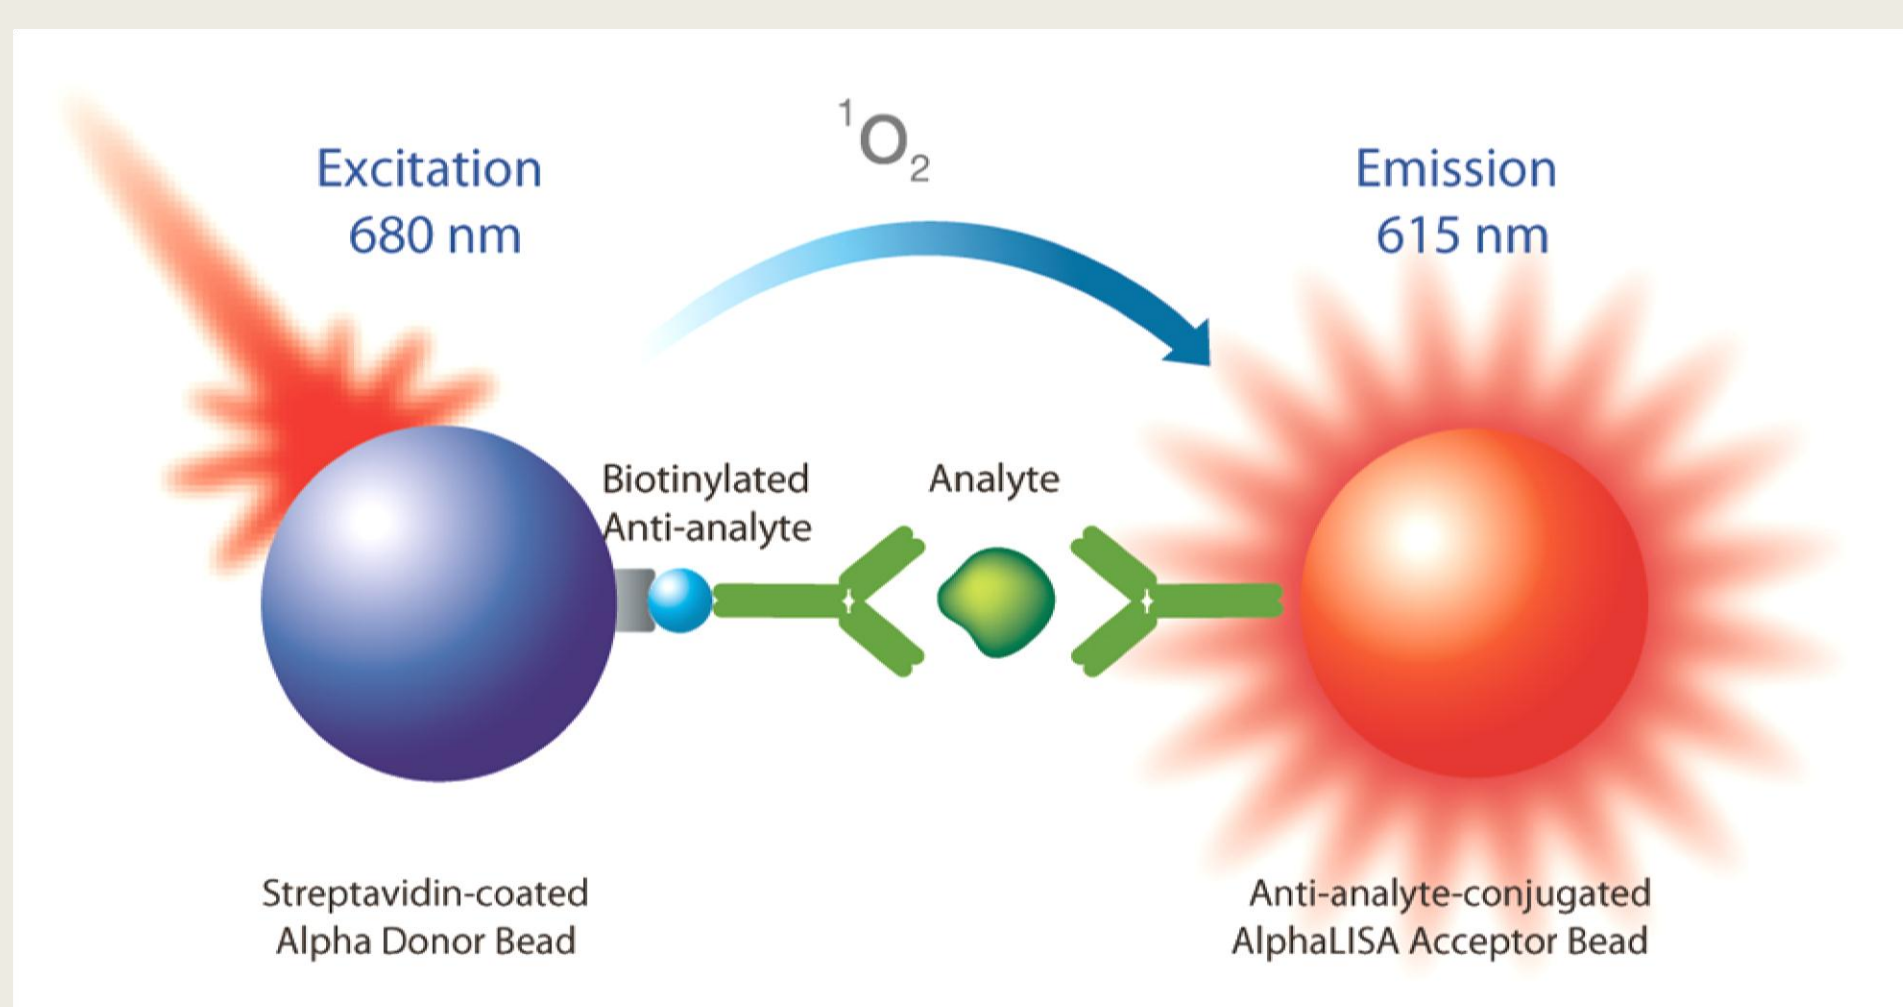 Excitation
680 nm
¹O₂
Emission
615 nm
Biotinylated
Anti-analyte
Analyte
Streptavidin-coated
Alpha Donor Bead
Anti-analyte-conjugated
AlphaLISA Acceptor Bead